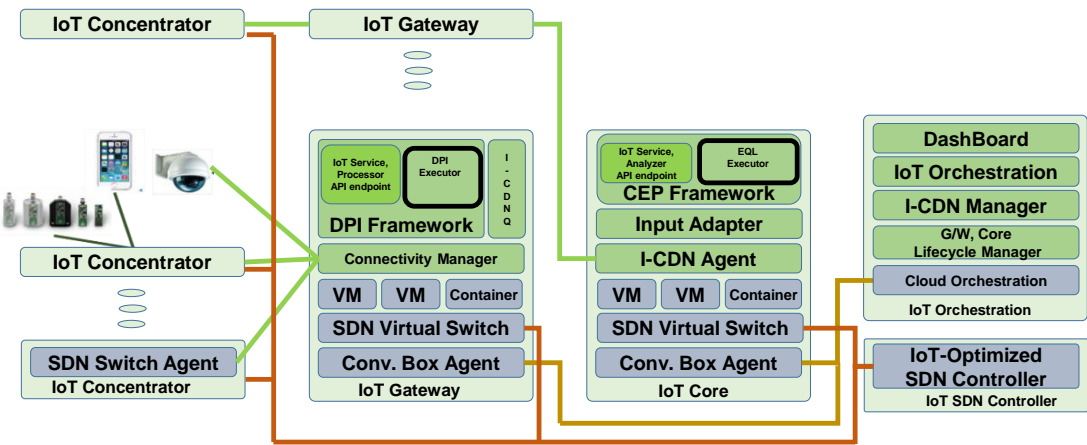 IoT Concentrator
IoT Gateway
IoT Concentrator
SDN Switch Agent
IoT Concentrator
IoT Service,
Processor
API endpoint
DPI
Executor
I
-
C
D
N
Q
DPI Framework
Connectivity Manager
VM
VM
Container
SDN Virtual Switch
Conv. Box Agent
IoT Gateway
IoT Service,
Analyzer
API endpoint
EQL
Executor
CEP Framework
Input Adapter
I-CDN Agent
VM
VM
Container
SDN Virtual Switch
Conv. Box Agent
IoT Core
DashBoard
IoT Orchestration
I-CDN Manager
G/W, Core
Lifecycle Manager
Cloud Orchestration
IoT Orchestration
IoT-Optimized
SDN Controller
IoT SDN Controller